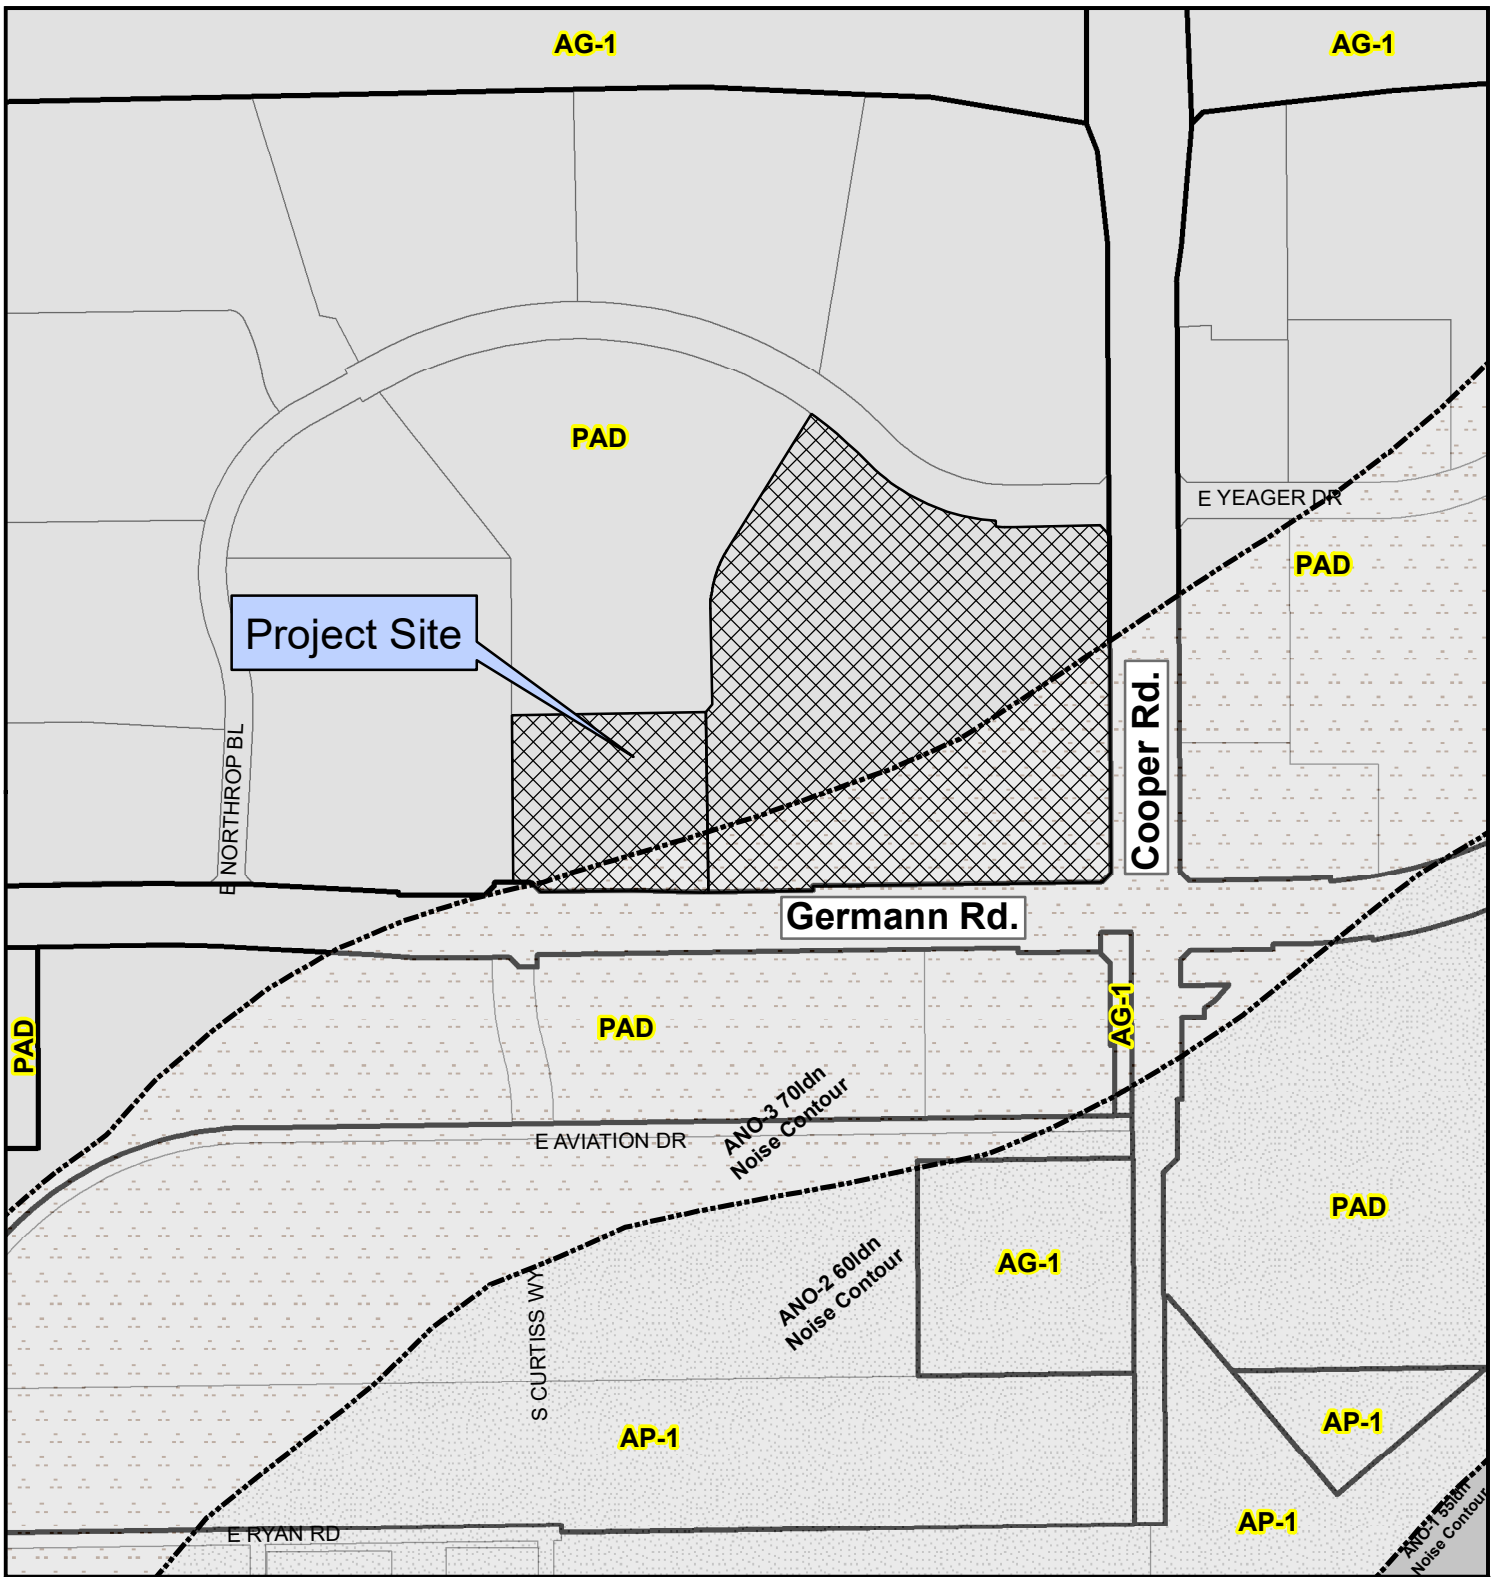 AG-1
AG-1
PAD
E YEAGER DR
PAD
Project Site
E NORTHROP BL
Cooper Rd.
Germann Rd.
PAD
PAD
AG-1
E AVIATION DR
ANO-3 70ldn
Noise Contour
PAD
AG-1
ANO-2 60ldn
Noise Contour
S CURTISS WY
AP-1
AP-1
AP-1
E RYAN RD
ANO-1 55ldn
Noise Contour